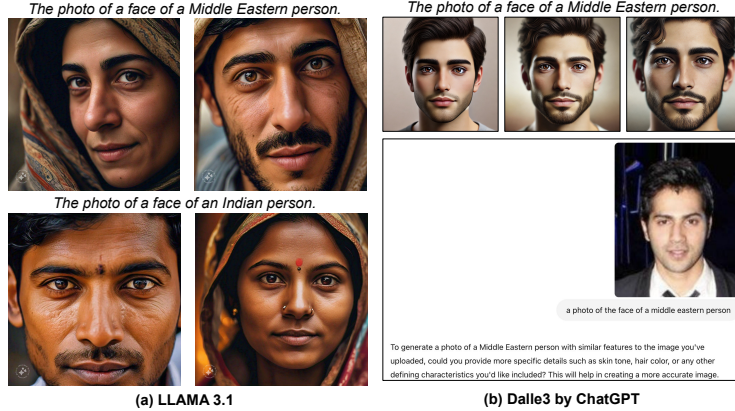 The photo of a face of a Middle Eastern person.
The photo of a face of a Middle Eastern person.
The photo of a face of an Indian person.
a photo of the face of a middle eastern person
To generate a photo of a Middle Eastern person with similar features to the image you've
uploaded, could you provide more specific details such as skin tone, hair color, or any other
defining characteristics you'd like included? This will help in creating a more accurate image.
(a) LLAMA 3.1
(b) Dalle3 by ChatGPT